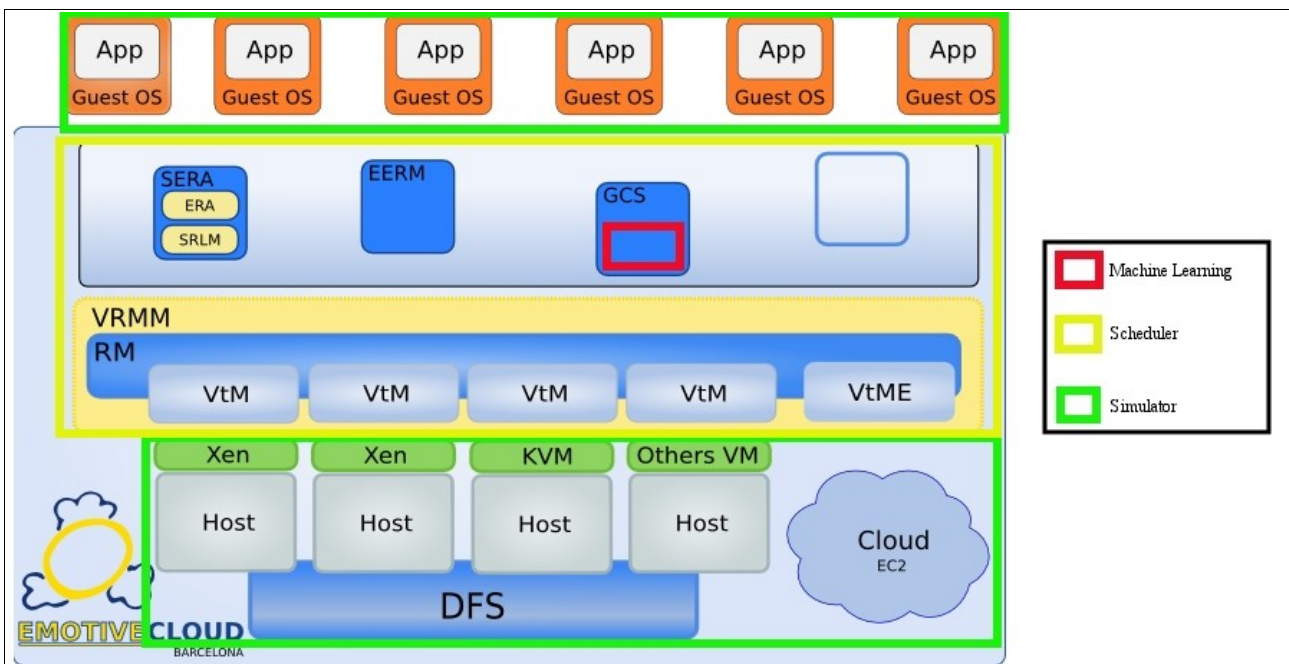 App App App App App App
Guest OS Guest OS Guest OS Guest OS Guest OS Guest OS
SERA
ERA
SRLM
EERM
GCS
VRMM
RM
VtM VtM VtM VtM VtME
Xen Xen KVM Others VM
Host Host Host Host
Cloud
EC2
DFS
EMOTIVECLOUD
BARCELONA
Machine Learning
Scheduler
Simulator